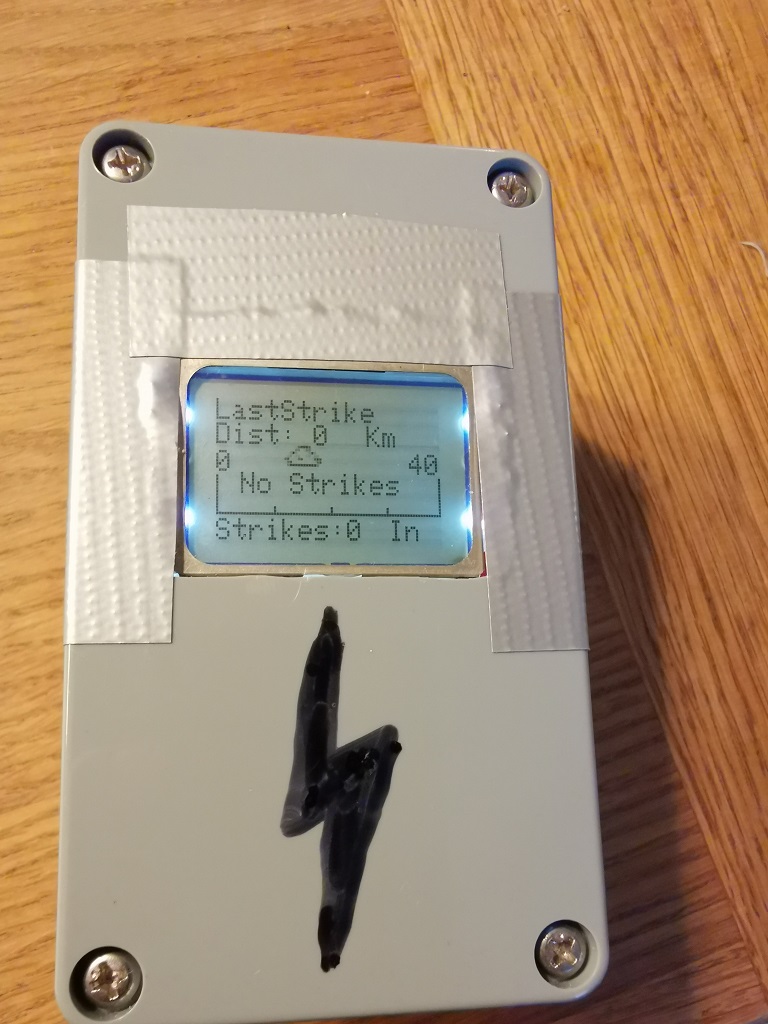 LastStrike
Dist: 0 Km
0 40
No Strikes
Strikes:0 In